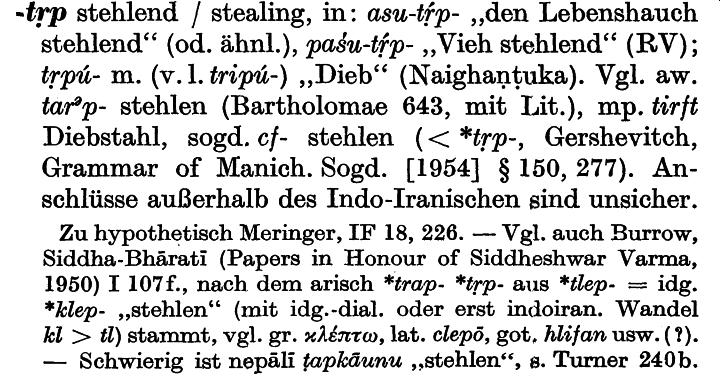 -tṛp stehlend / stealing, in: asu-tṛ́p- „den Lebenshauch
stehlend“ (od. ähnl.), paśu-tṛ́p- „Vieh stehlend“ (RV);
tṛpú- m. (v. l. tripú-) „Dieb“ (Naighaṇṭuka). Vgl. aw.
tarᵊp- stehlen (Bartholomae 643, mit Lit.), mp. tirft
Diebstahl, sogd. cf- stehlen (< *tṛp-, Gershevitch,
Grammar of Manich. Sogd. [1954] § 150, 277). An-
schlüsse außerhalb des Indo-Iranischen sind unsicher.
Zu hypothetisch Meringer, IF 18, 226. — Vgl. auch Burrow,
Siddha-Bhāratī (Papers in Honour of Siddheshwar Varma,
1950) I 107f., nach dem arisch *trap- *tṛp- aus *tlep- = idg.
*klep- „stehlen“ (mit idg.-dial. oder erst indoiran. Wandel
kl > tl) stammt, vgl. gr. κλέπτω, lat. clepō, got. hlifan usw. (?).
— Schwierig ist nepālī ṭapkāunu „stehlen“, s. Turner 240b.